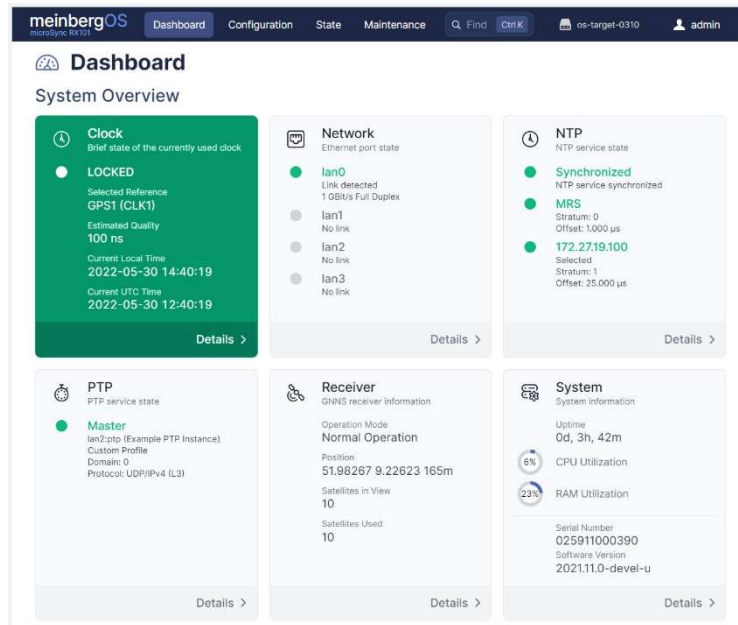 meinbergOS
microSync RX101
Dashboard
Configuration
State
Maintenance
Find
Ctrl K
os-target-0310
admin
Dashboard
System Overview
Clock
Brief state of the currently used clock
LOCKED
Selected Reference
GPS1 (CLK1)
Estimated Quality
100 ns
Current Local Time
2022-05-30 14:40:19
Current UTC Time
2022-05-30 12:40:19
Details >
Network
Ethernet port state
lan0
Link detected
1 GBit/s Full Duplex
lan1
No link
lan2
No link
lan3
No link
Details >
NTP
NTP service state
Synchronized
NTP service synchronized
MRS
Stratum: 0
Offset: 1.000 µs
172.27.19.100
Selected
Stratum: 1
Offset: 25.000 µs
Details >
PTP
PTP service state
Master
lan2:ptp (Example PTP Instance)
Custom Profile
Domain: 0
Protocol: UDP/IPv4 (L3)
Details >
Receiver
GNNS receiver information
Operation Mode
Normal Operation
Position
51.98267 9.22623 165m
Satellites in View
10
Satellites Used
10
Details >
System
System information
Uptime
0d, 3h, 42m
6%
CPU Utilization
23%
RAM Utilization
Serial Number
025911000390
Software Version
2021.11.0-devel-u
Details >